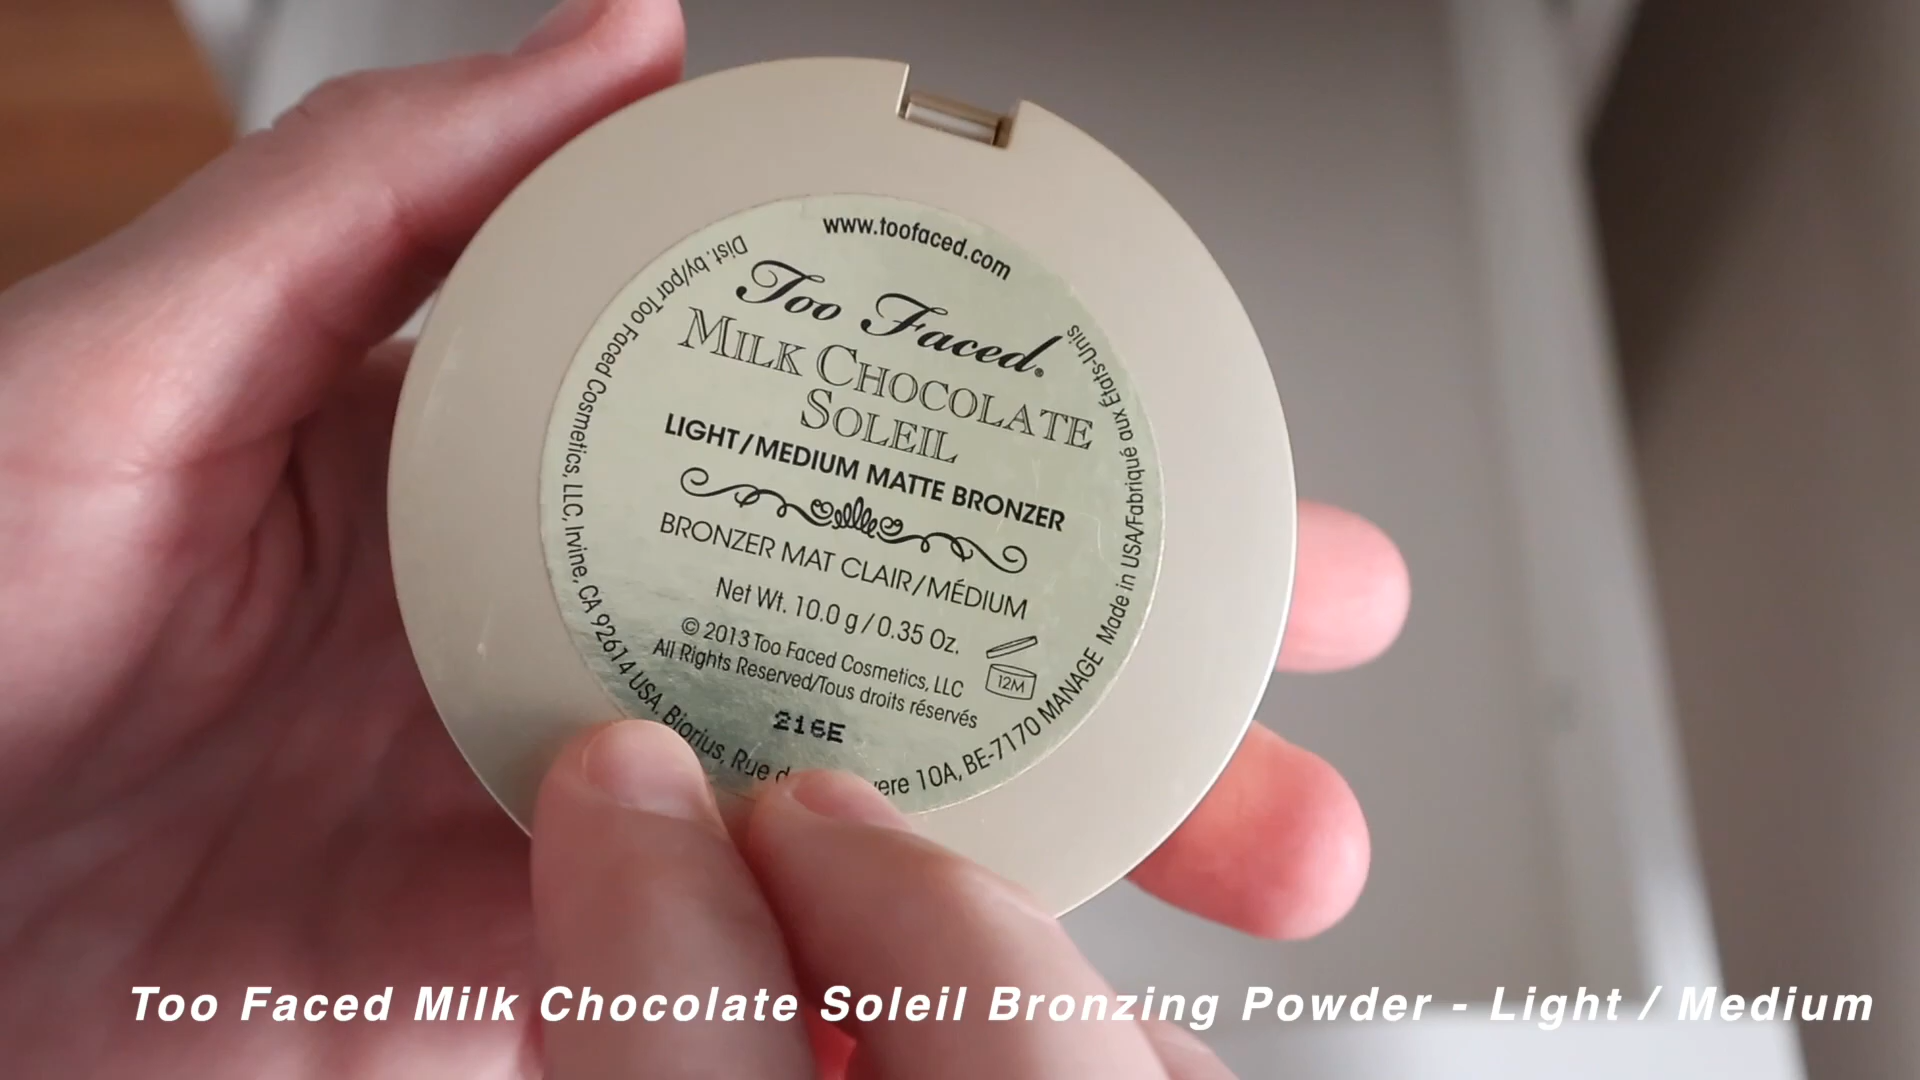 www.toofaced.com
Too Faced®
MILK CHOCOLATE
SOLEIL
LIGHT/MEDIUM MATTE BRONZER
BRONZER MAT CLAIR/MÉDIUM
Net Wt. 10.0 g / 0.35 Oz.
© 2013 Too Faced Cosmetics, LLC
All Rights Reserved/Tous droits réservés
12M
216E
Dist. by/par Too Faced Cosmetics, LLC, Irvine, CA 92614 USA. Biorius, Rue 10A, BE-7170 MANAGE Made in USA/Fabriqué aux États-Unis
Too Faced Milk Chocolate Soleil Bronzing Powder - Light / Medium